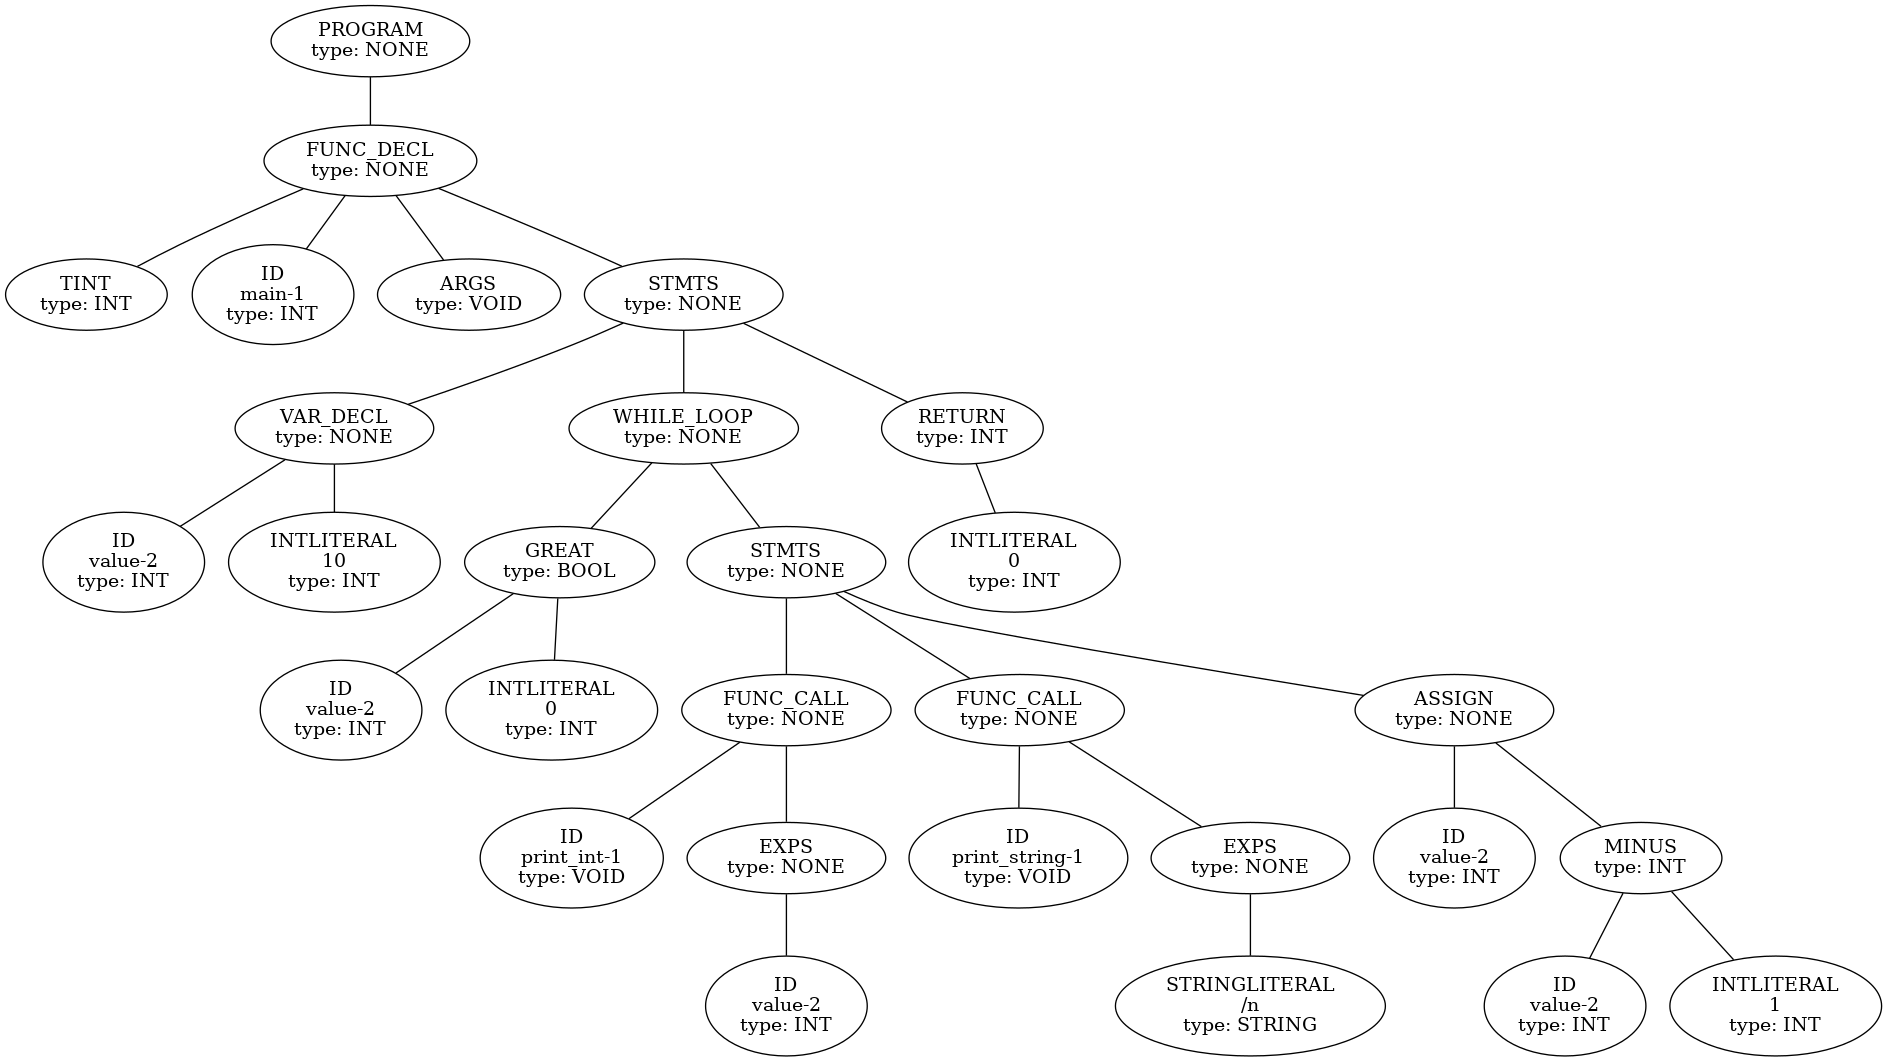 PROGRAM
type: NONE
FUNC_DECL
type: NONE
TINT
type: INT
ID
main-1
type: INT
ARGS
type: VOID
STMTS
type: NONE
VAR_DECL
type: NONE
WHILE_LOOP
type: NONE
RETURN
type: INT
ID
value-2
type: INT
INTLITERAL
10
type: INT
GREAT
type: BOOL
STMTS
type: NONE
INTLITERAL
0
type: INT
ID
value-2
type: INT
INTLITERAL
0
type: INT
FUNC_CALL
type: NONE
FUNC_CALL
type: NONE
ASSIGN
type: NONE
ID
print_int-1
type: VOID
EXPS
type: NONE
ID
print_string-1
type: VOID
EXPS
type: NONE
ID
value-2
type: INT
MINUS
type: INT
ID
value-2
type: INT
STRINGLITERAL
/n
type: STRING
ID
value-2
type: INT
INTLITERAL
1
type: INT